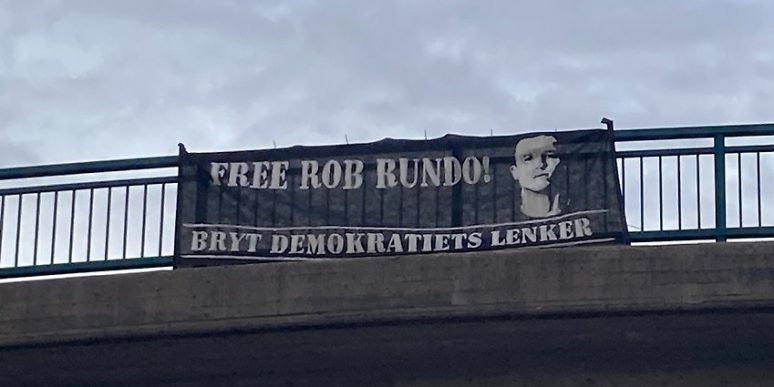 FREE ROB RUNDO!
BRYT DEMOKRATIETS LENKER